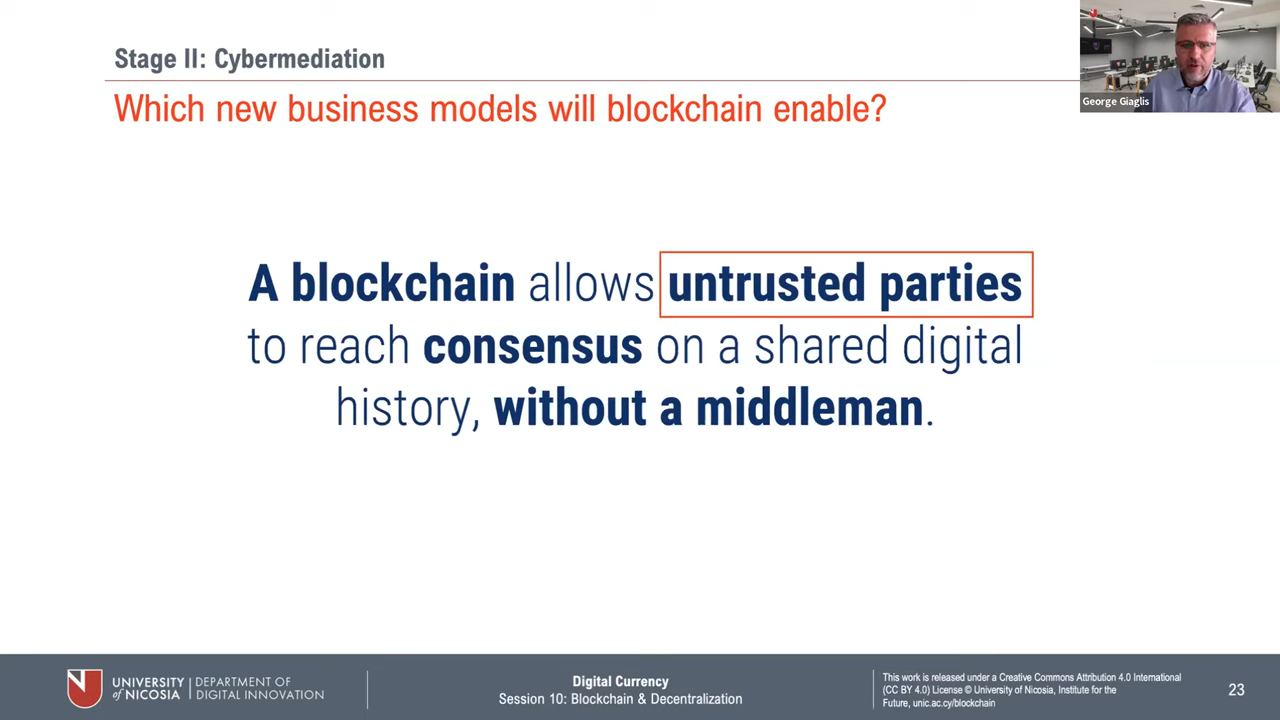 Stage II: Cybermediation
Which new business models will blockchain enable?
George Giaglis
A blockchain allows untrusted parties
to reach consensus on a shared digital
history, without a middleman.
UNIVERSITY
of NICOSIA
DEPARTMENT OF
DIGITAL INNOVATION
Digital Currency
Session 10: Blockchain & Decentralization
This work is released under a Creative Commons Attribution 4.0 International
(CC BY 4.0) License © University of Nicosia, Institute for the
Future, unic.ac.cy/blockchain
23